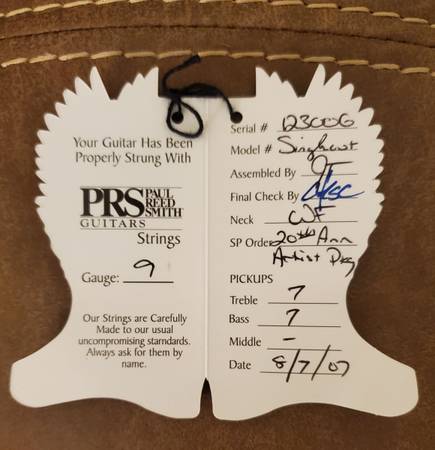 Your Guitar Has Been
Properly Strung With
PRS PAUL
REED
SMITH
GUITARS
Strings
Gauge: 9
Our Strings are Carefully
Made to our usual
uncompromising starndards.
Always ask for them by
name.
Serial # 123006
Model # Singlecut
Assembled By
Final Check By
Neck WF
SP Order 20th Ann
Artist Pkg
PICKUPS
Treble 7
Bass 7
Middle -
Date 8/7/07